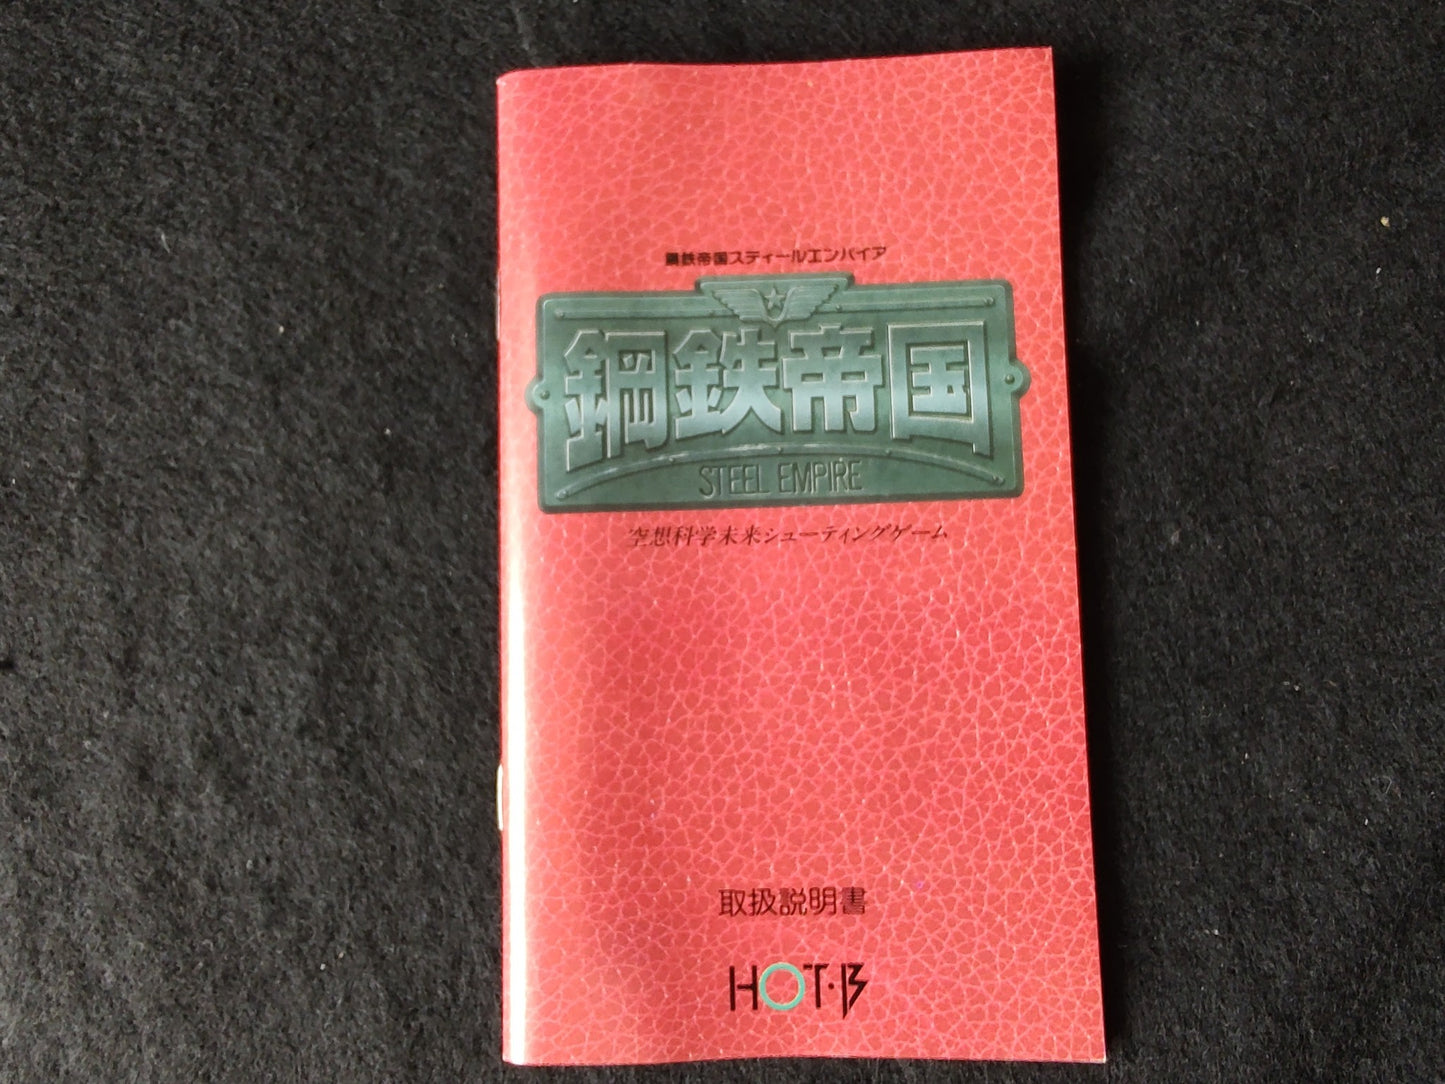 鋼鉄帝国スティールエンパイア
鋼鉄帝国
STEEL EMPIRE
空想科学未来シューティングゲーム
取扱説明書
HOT・B